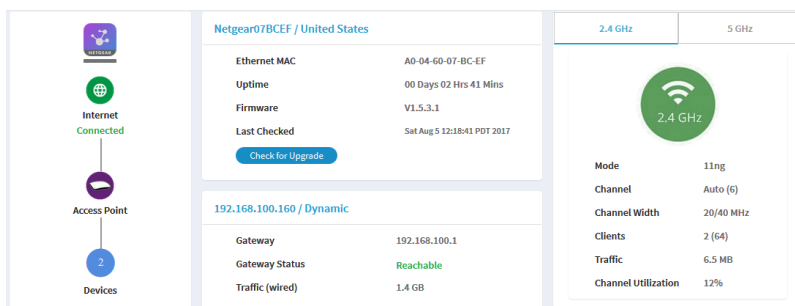 NETGEAR
Internet
Connected
Access Point
2
Devices
Netgear07BCEF / United States
Ethernet MAC A0-04-60-07-BC-EF
Uptime 00 Days 02 Hrs 41 Mins
Firmware V1.5.3.1
Last Checked Sat Aug 5 12:18:41 PDT 2017
Check for Upgrade
192.168.100.160 / Dynamic
Gateway 192.168.100.1
Gateway Status Reachable
Traffic (wired) 1.4 GB
2.4 GHz 5 GHz
2.4 GHz
Mode 11ng
Channel Auto (6)
Channel Width 20/40 MHz
Clients 2 (64)
Traffic 6.5 MB
Channel Utilization 12%